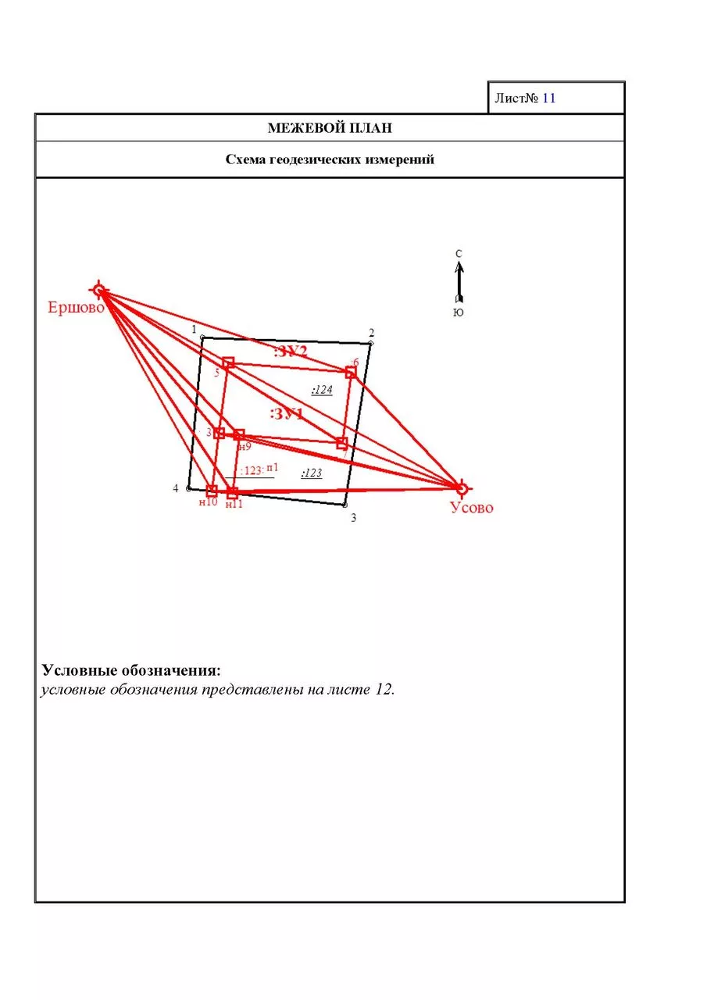 Лист№ 11
МЕЖЕВОЙ ПЛАН
Схема геодезических измерений
С
Ю
Ершово
1
2
:ЗУ2
6
5
:124
:ЗУ1
3
н9
7
:123:п1
:123
4
н10
н11
Усово
3
Условные обозначения:
условные обозначения представлены на листе 12.